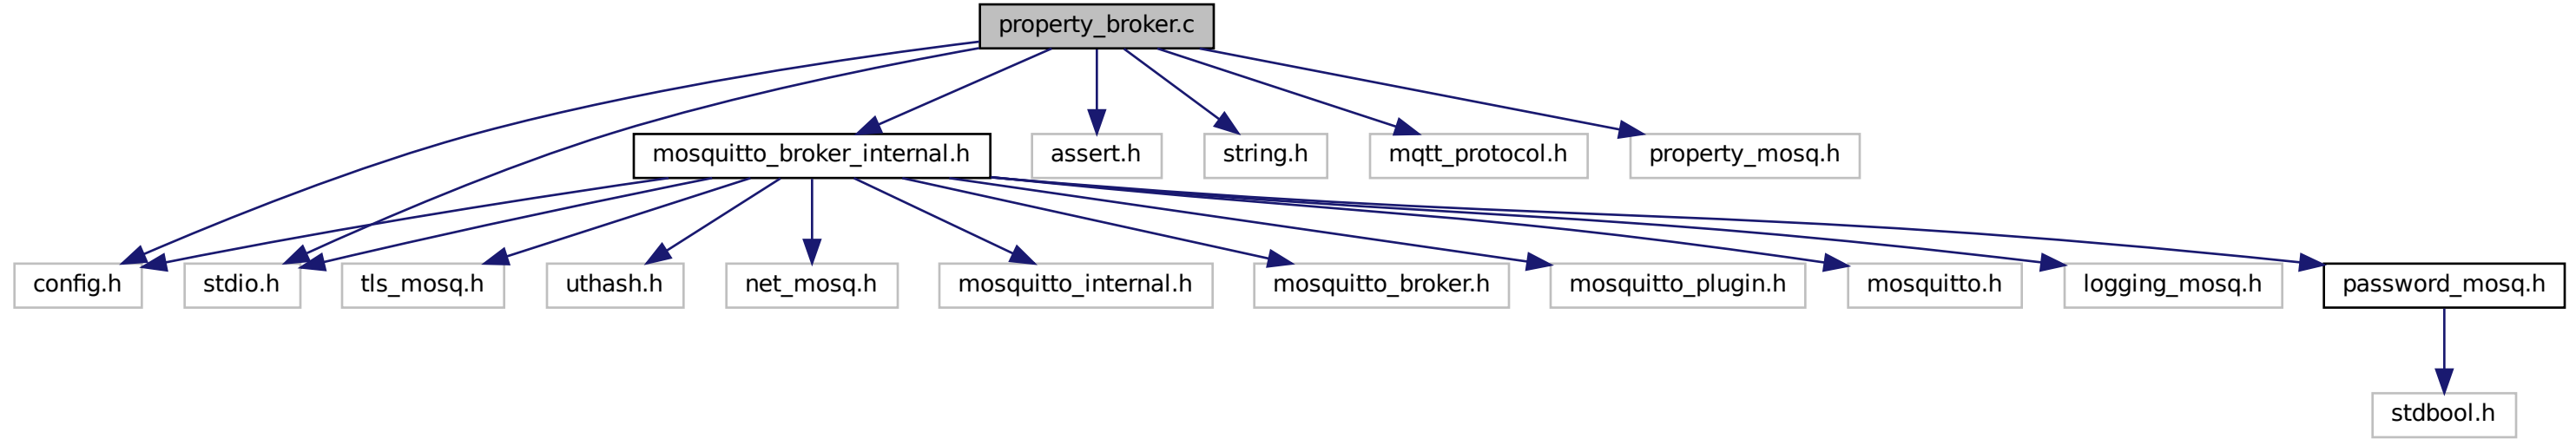 property_broker.c
mosquitto_broker_internal.h
assert.h
string.h
mqtt_protocol.h
property_mosq.h
config.h
stdio.h
tls_mosq.h
uthash.h
net_mosq.h
mosquitto_internal.h
mosquitto_broker.h
mosquitto_plugin.h
mosquitto.h
logging_mosq.h
password_mosq.h
stdbool.h